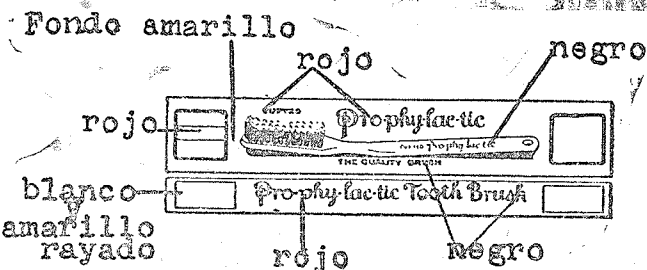 Fondo amarillo
rojo
negro
rojo
Pro-phy-lac-tic
THE QUALITY BRUSH
blanco
y
amarillo
rayado
Pro-phy-lac-tic Tooth Brush
rojo
negro